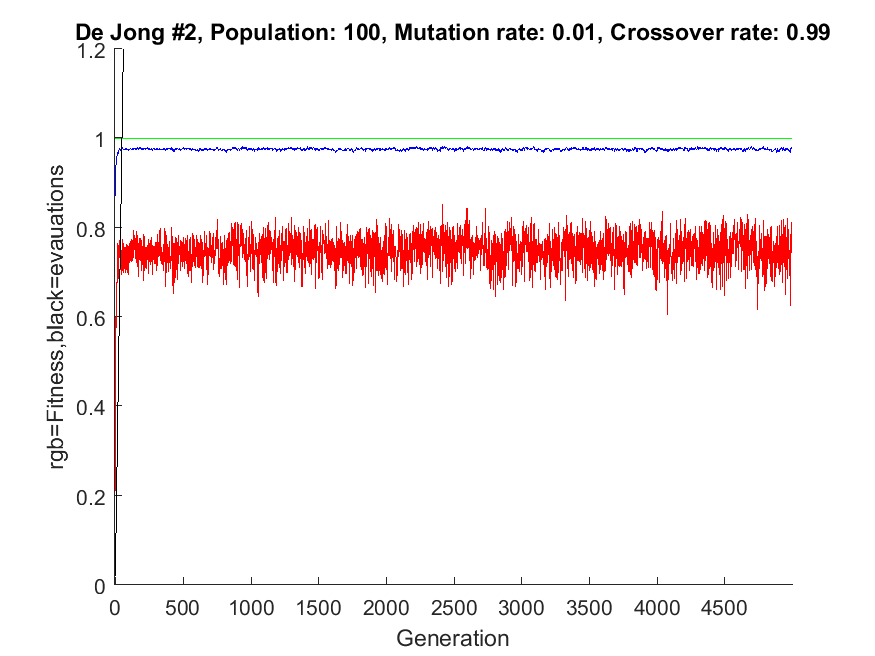 De Jong #2, Population: 100, Mutation rate: 0.01, Crossover rate: 0.99
1.2
1
0.8
0.6
0.4
0.2
0
rgb=Fitness,black=evauations
0 500 1000 1500 2000 2500 3000 3500 4000 4500
Generation